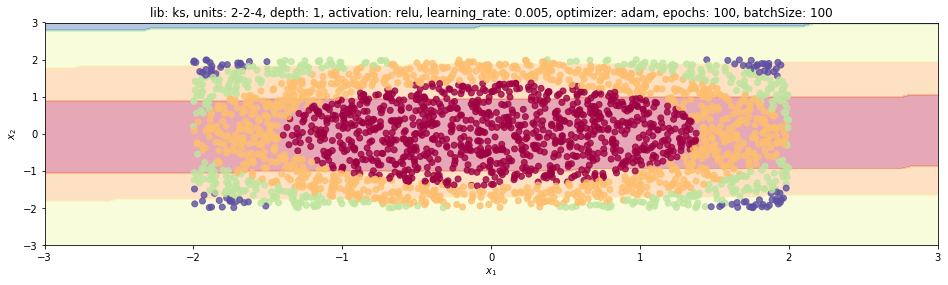 lib: ks, units: 2-2-4, depth: 1, activation: relu, learning_rate: 0.005, optimizer: adam, epochs: 100, batchSize: 100
3
2
1
0
−1
−2
−3
x2
−3 −2 −1 0 1 2 3
x1